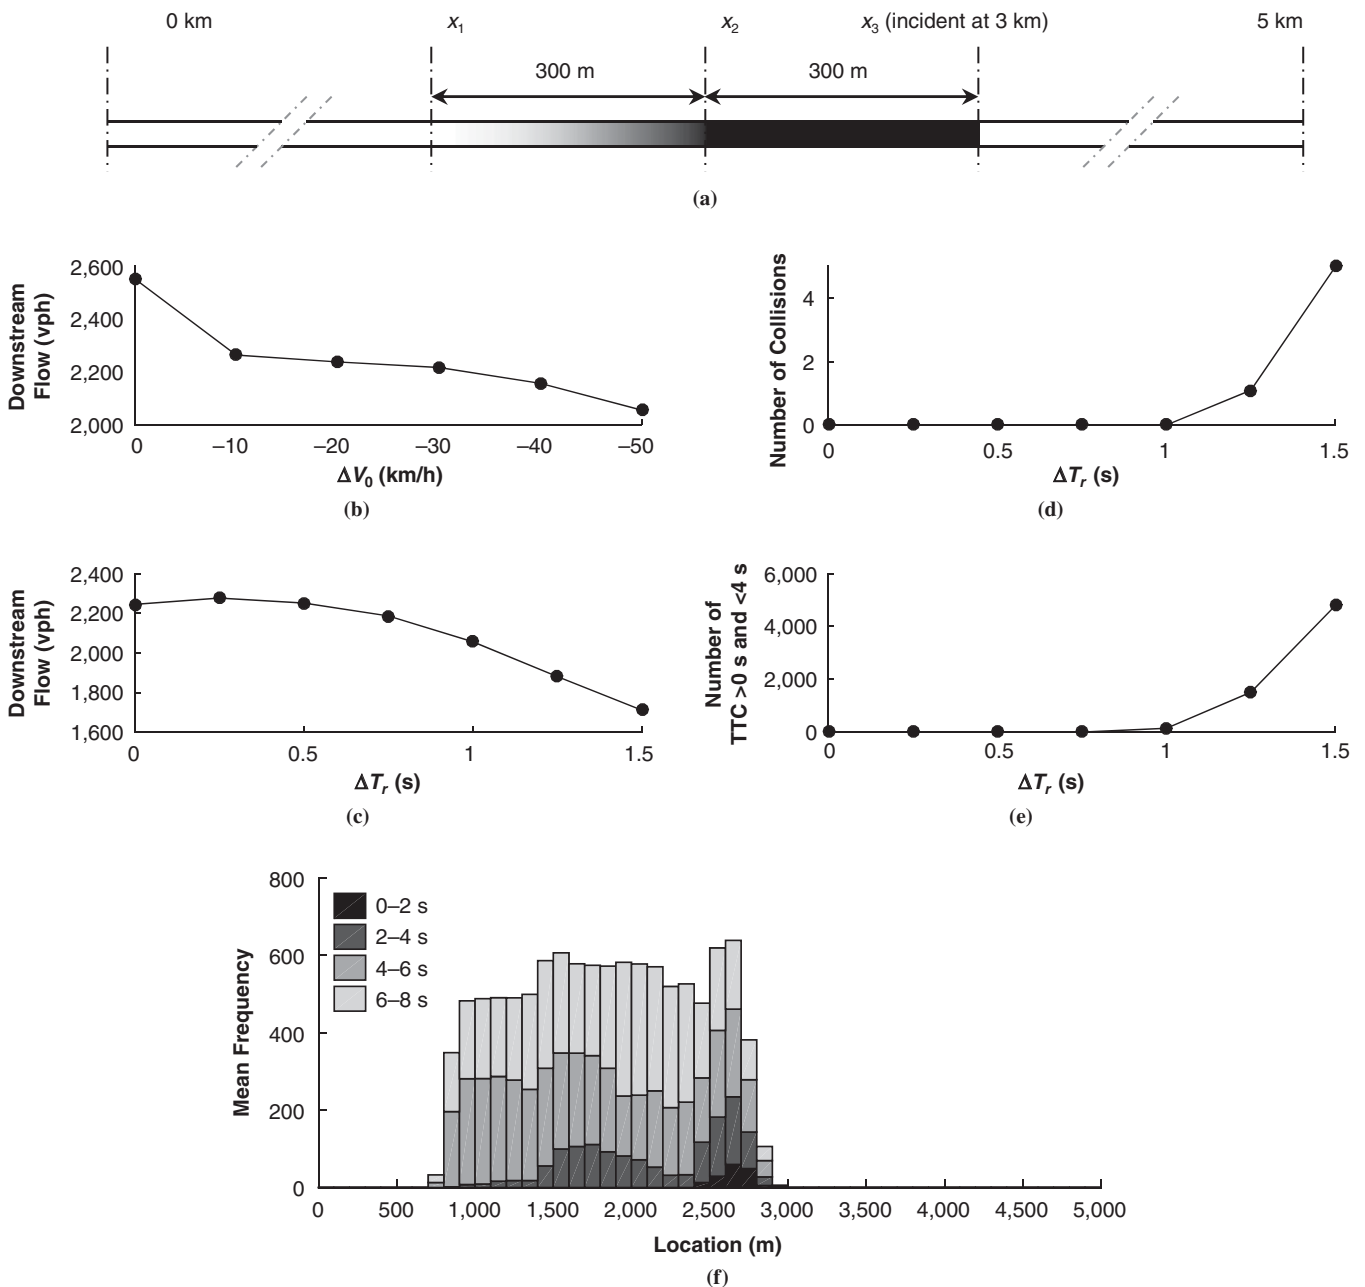 0 km x1 x2 x3 (incident at 3 km) 5 km
300 m 300 m
(a)
Downstream
Flow (vph)
2,600
2,400
2,200
2,000
0 –10 –20 –30 –40 –50
ΔV0 (km/h)
(b)
Number of Collisions
4
2
0
0 0.5 1 1.5
ΔTr (s)
(d)
Downstream
Flow (vph)
2,400
2,200
2,000
1,800
1,600
0 0.5 1 1.5
ΔTr (s)
(c)
Number of
TTC >0 s and <4 s
6,000
4,000
2,000
0
0 0.5 1 1.5
ΔTr (s)
(e)
Mean Frequency
800
600
400
200
0
0–2 s
2–4 s
4–6 s
6–8 s
0 500 1,000 1,500 2,000 2,500 3,000 3,500 4,000 4,500 5,000
Location (m)
(f)